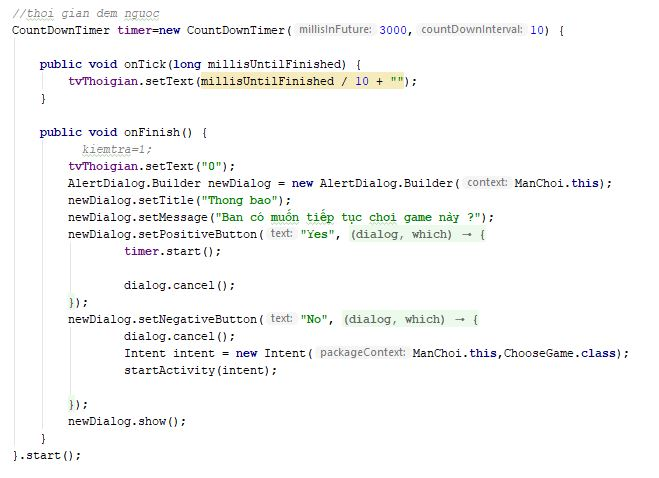 //thoi gian dem nguoc
CountDownTimer timer=new CountDownTimer( millisInFuture: 3000, countDownInterval: 10) {
public void onTick(long millisUntilFinished) {
tvThoigian.setText(millisUntilFinished / 10 + "");
}
public void onFinish() {
kiemtra=1;
tvThoigian.setText("0");
AlertDialog.Builder newDialog = new AlertDialog.Builder( context: ManChoi.this);
newDialog.setTitle("Thong bao");
newDialog.setMessage("Ban có muốn tiếp tục chơi game này ?");
newDialog.setPositiveButton( text: "Yes", (dialog, which) → {
timer.start();
dialog.cancel();
});
newDialog.setNegativeButton( text: "No", (dialog, which) → {
dialog.cancel();
Intent intent = new Intent( packageContext: ManChoi.this,ChooseGame.class);
startActivity(intent);
});
newDialog.show();
}
}.start();